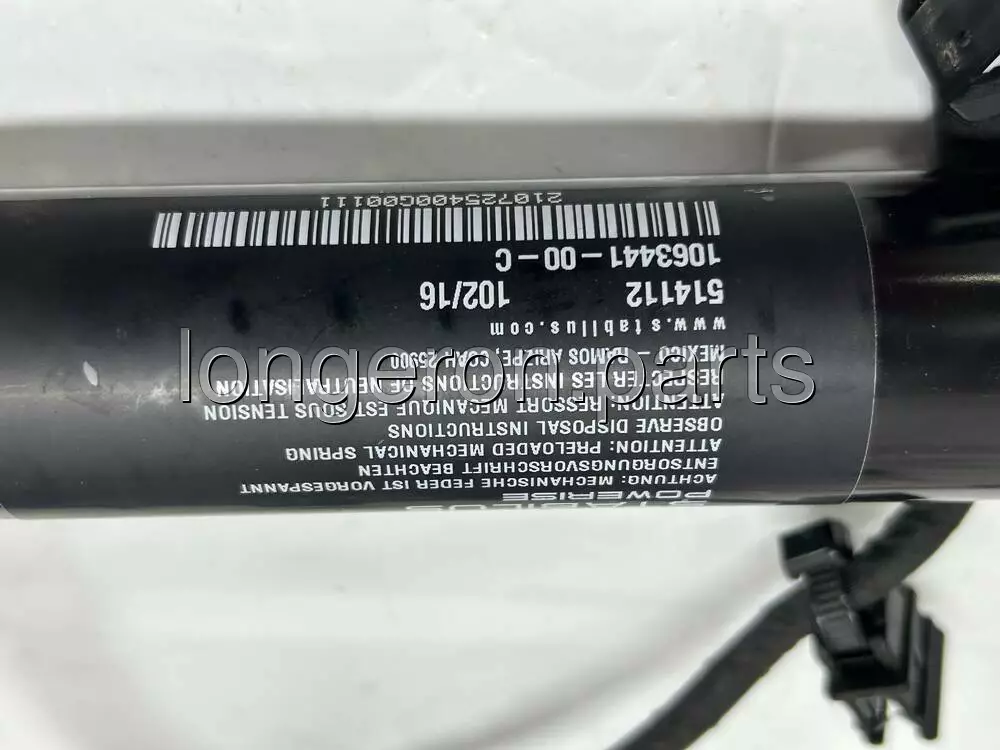 STABILUS
POWERISE
ACHTUNG: MECHANISCHE FEDER IST VORGESPANNT
ENTSORGUNGSVORSCHRIFT BEACHTEN
ATTENTION: PRELOADED MECHANICAL SPRING
OBSERVE DISPOSAL INSTRUCTIONS
ATTENTION: RESSORT MECANIQUE EST SOUS TENSION
RESPECTER LES INSTRUCTIONS DE NEUTRALISATION
MEXICO - RAMOS ARIZPE, COAH 25900
www.stabilus.com
514112 102/16
1063441-00-C
210725400G00111
longeron.parts